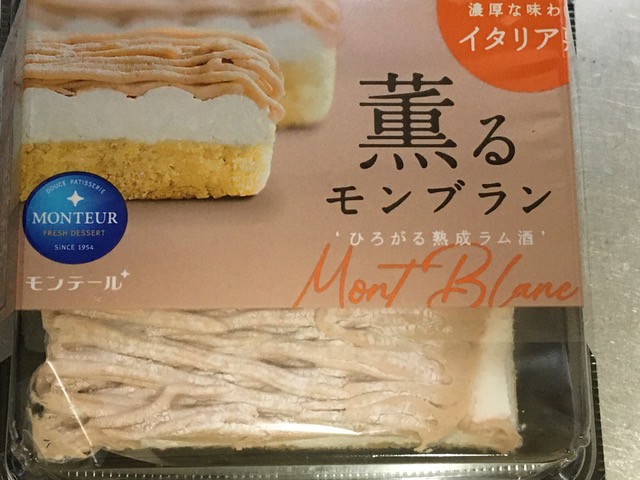 濃厚な味わ
イタリア
薫る
モンブラン
‘ひろがる熟成ラム酒’
Mont Blanc
DOUCE PATISSERIE
MONTEUR
FRESH DESSERT
SiNCE 1954
モンテール